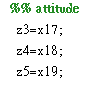 %% attitude
z3=x17;
z4=x18;
z5=x19;